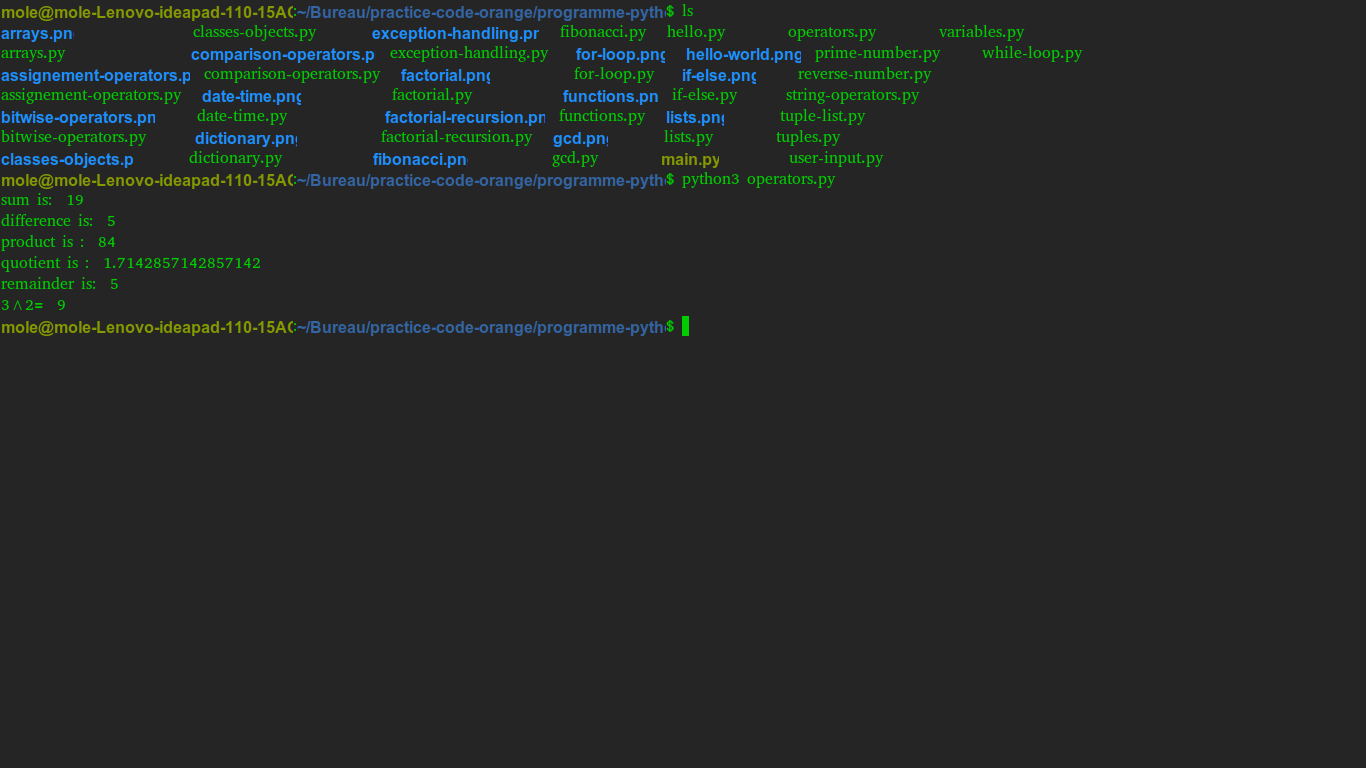 mole@mole-Lenovo-ideapad-110-15AC:~/Bureau/practice-code-orange/programme-pyth$ ls
arrays.pn classes-objects.py exception-handling.pr fibonacci.py hello.py operators.py variables.py
arrays.py comparison-operators.p exception-handling.py for-loop.png hello-world.png prime-number.py while-loop.py
assignement-operators.p comparison-operators.py factorial.png for-loop.py if-else.png reverse-number.py
assignement-operators.py date-time.png factorial.py functions.pn if-else.py string-operators.py
bitwise-operators.pn date-time.py factorial-recursion.pn functions.py lists.png tuple-list.py
bitwise-operators.py dictionary.png factorial-recursion.py gcd.png lists.py tuples.py
classes-objects.p dictionary.py fibonacci.pn gcd.py main.py user-input.py
mole@mole-Lenovo-ideapad-110-15AC:~/Bureau/practice-code-orange/programme-pyth$ python3 operators.py
sum is: 19
difference is: 5
product is : 84
quotient is : 1.7142857142857142
remainder is: 5
3^2= 9
mole@mole-Lenovo-ideapad-110-15AC:~/Bureau/practice-code-orange/programme-pyth$